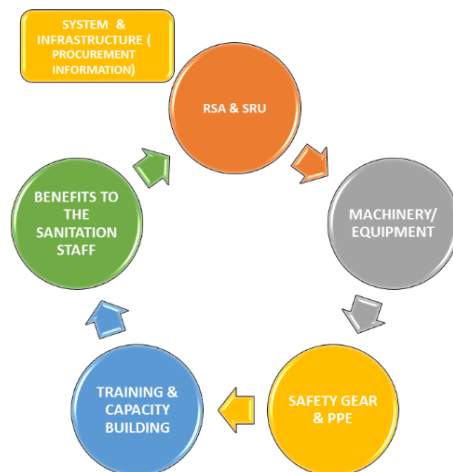 SYSTEM &
INFRASTRUCTURE (
PROCUREMENT
INFORMATION)
RSA & SRU
MACHINERY/
EQUIPMENT
SAFETY GEAR
& PPE
TRAINING &
CAPACITY
BUILDING
BENEFITS TO
THE
SANITATION
STAFF